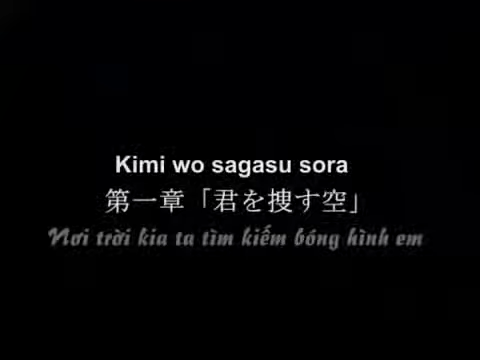 Kimi wo sagasu sora
第一章「君を捜す空」
Nơi trời kia ta tìm kiếm bóng hình em